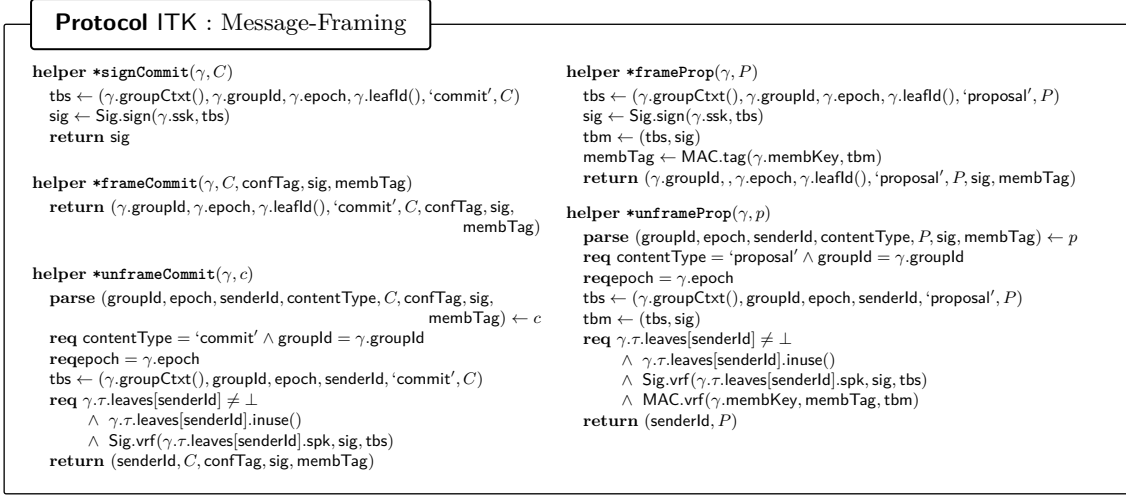 Protocol ITK : Message-Framing
helper *signCommit(γ, C)
tbs ← (γ.groupCtxt(), γ.groupId, γ.epoch, γ.leafId(), ‘commit′, C)
sig ← Sig.sign(γ.ssk, tbs)
return sig
helper *frameCommit(γ, C, confTag, sig, membTag)
return (γ.groupId, γ.epoch, γ.leafId(), ‘commit′, C, confTag, sig,
membTag)
helper *unframeCommit(γ, c)
parse (groupId, epoch, senderId, contentType, C, confTag, sig,
membTag) ← c
req contentType = ‘commit′ ∧ groupId = γ.groupId
reqepoch = γ.epoch
tbs ← (γ.groupCtxt(), groupId, epoch, senderId, ‘commit′, C)
req γ.τ.leaves[senderId] ≠ ⊥
∧ γ.τ.leaves[senderId].inuse()
∧ Sig.vrf(γ.τ.leaves[senderId].spk, sig, tbs)
return (senderId, C, confTag, sig, membTag)
helper *frameProp(γ, P)
tbs ← (γ.groupCtxt(), γ.groupId, γ.epoch, γ.leafId(), ‘proposal′, P)
sig ← Sig.sign(γ.ssk, tbs)
tbm ← (tbs, sig)
membTag ← MAC.tag(γ.membKey, tbm)
return (γ.groupId, , γ.epoch, γ.leafId(), ‘proposal′, P, sig, membTag)
helper *unframeProp(γ, p)
parse (groupId, epoch, senderId, contentType, P, sig, membTag) ← p
req contentType = ‘proposal′ ∧ groupId = γ.groupId
reqepoch = γ.epoch
tbs ← (γ.groupCtxt(), groupId, epoch, senderId, ‘proposal′, P)
tbm ← (tbs, sig)
req γ.τ.leaves[senderId] ≠ ⊥
∧ γ.τ.leaves[senderId].inuse()
∧ Sig.vrf(γ.τ.leaves[senderId].spk, sig, tbs)
∧ MAC.vrf(γ.membKey, membTag, tbm)
return (senderId, P)